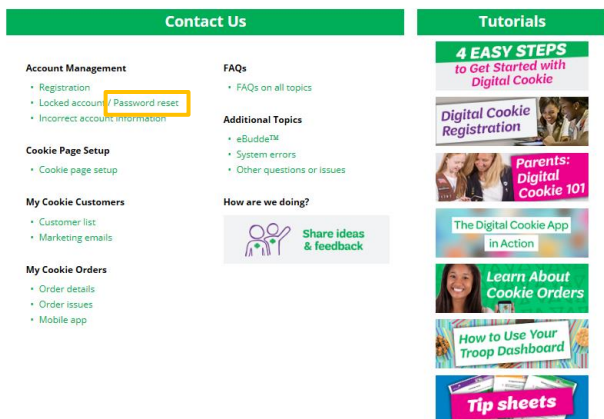 Contact Us
Account Management
• Registration
• Locked account / Password reset
• Incorrect account information
Cookie Page Setup
• Cookie page setup
My Cookie Customers
• Customer list
• Marketing emails
My Cookie Orders
• Order details
• Order issues
• Mobile app
FAQs
• FAQs on all topics
Additional Topics
• eBudde™
• System errors
• Other questions or issues
How are we doing?
Share ideas
& feedback
Tutorials
4 EASY STEPS
to Get Started with
Digital Cookie
Digital Cookie
Registration
Parents:
Digital
Cookie 101
The Digital Cookie App
in Action
Learn About
Cookie Orders
How to Use Your
Troop Dashboard
Tip sheets